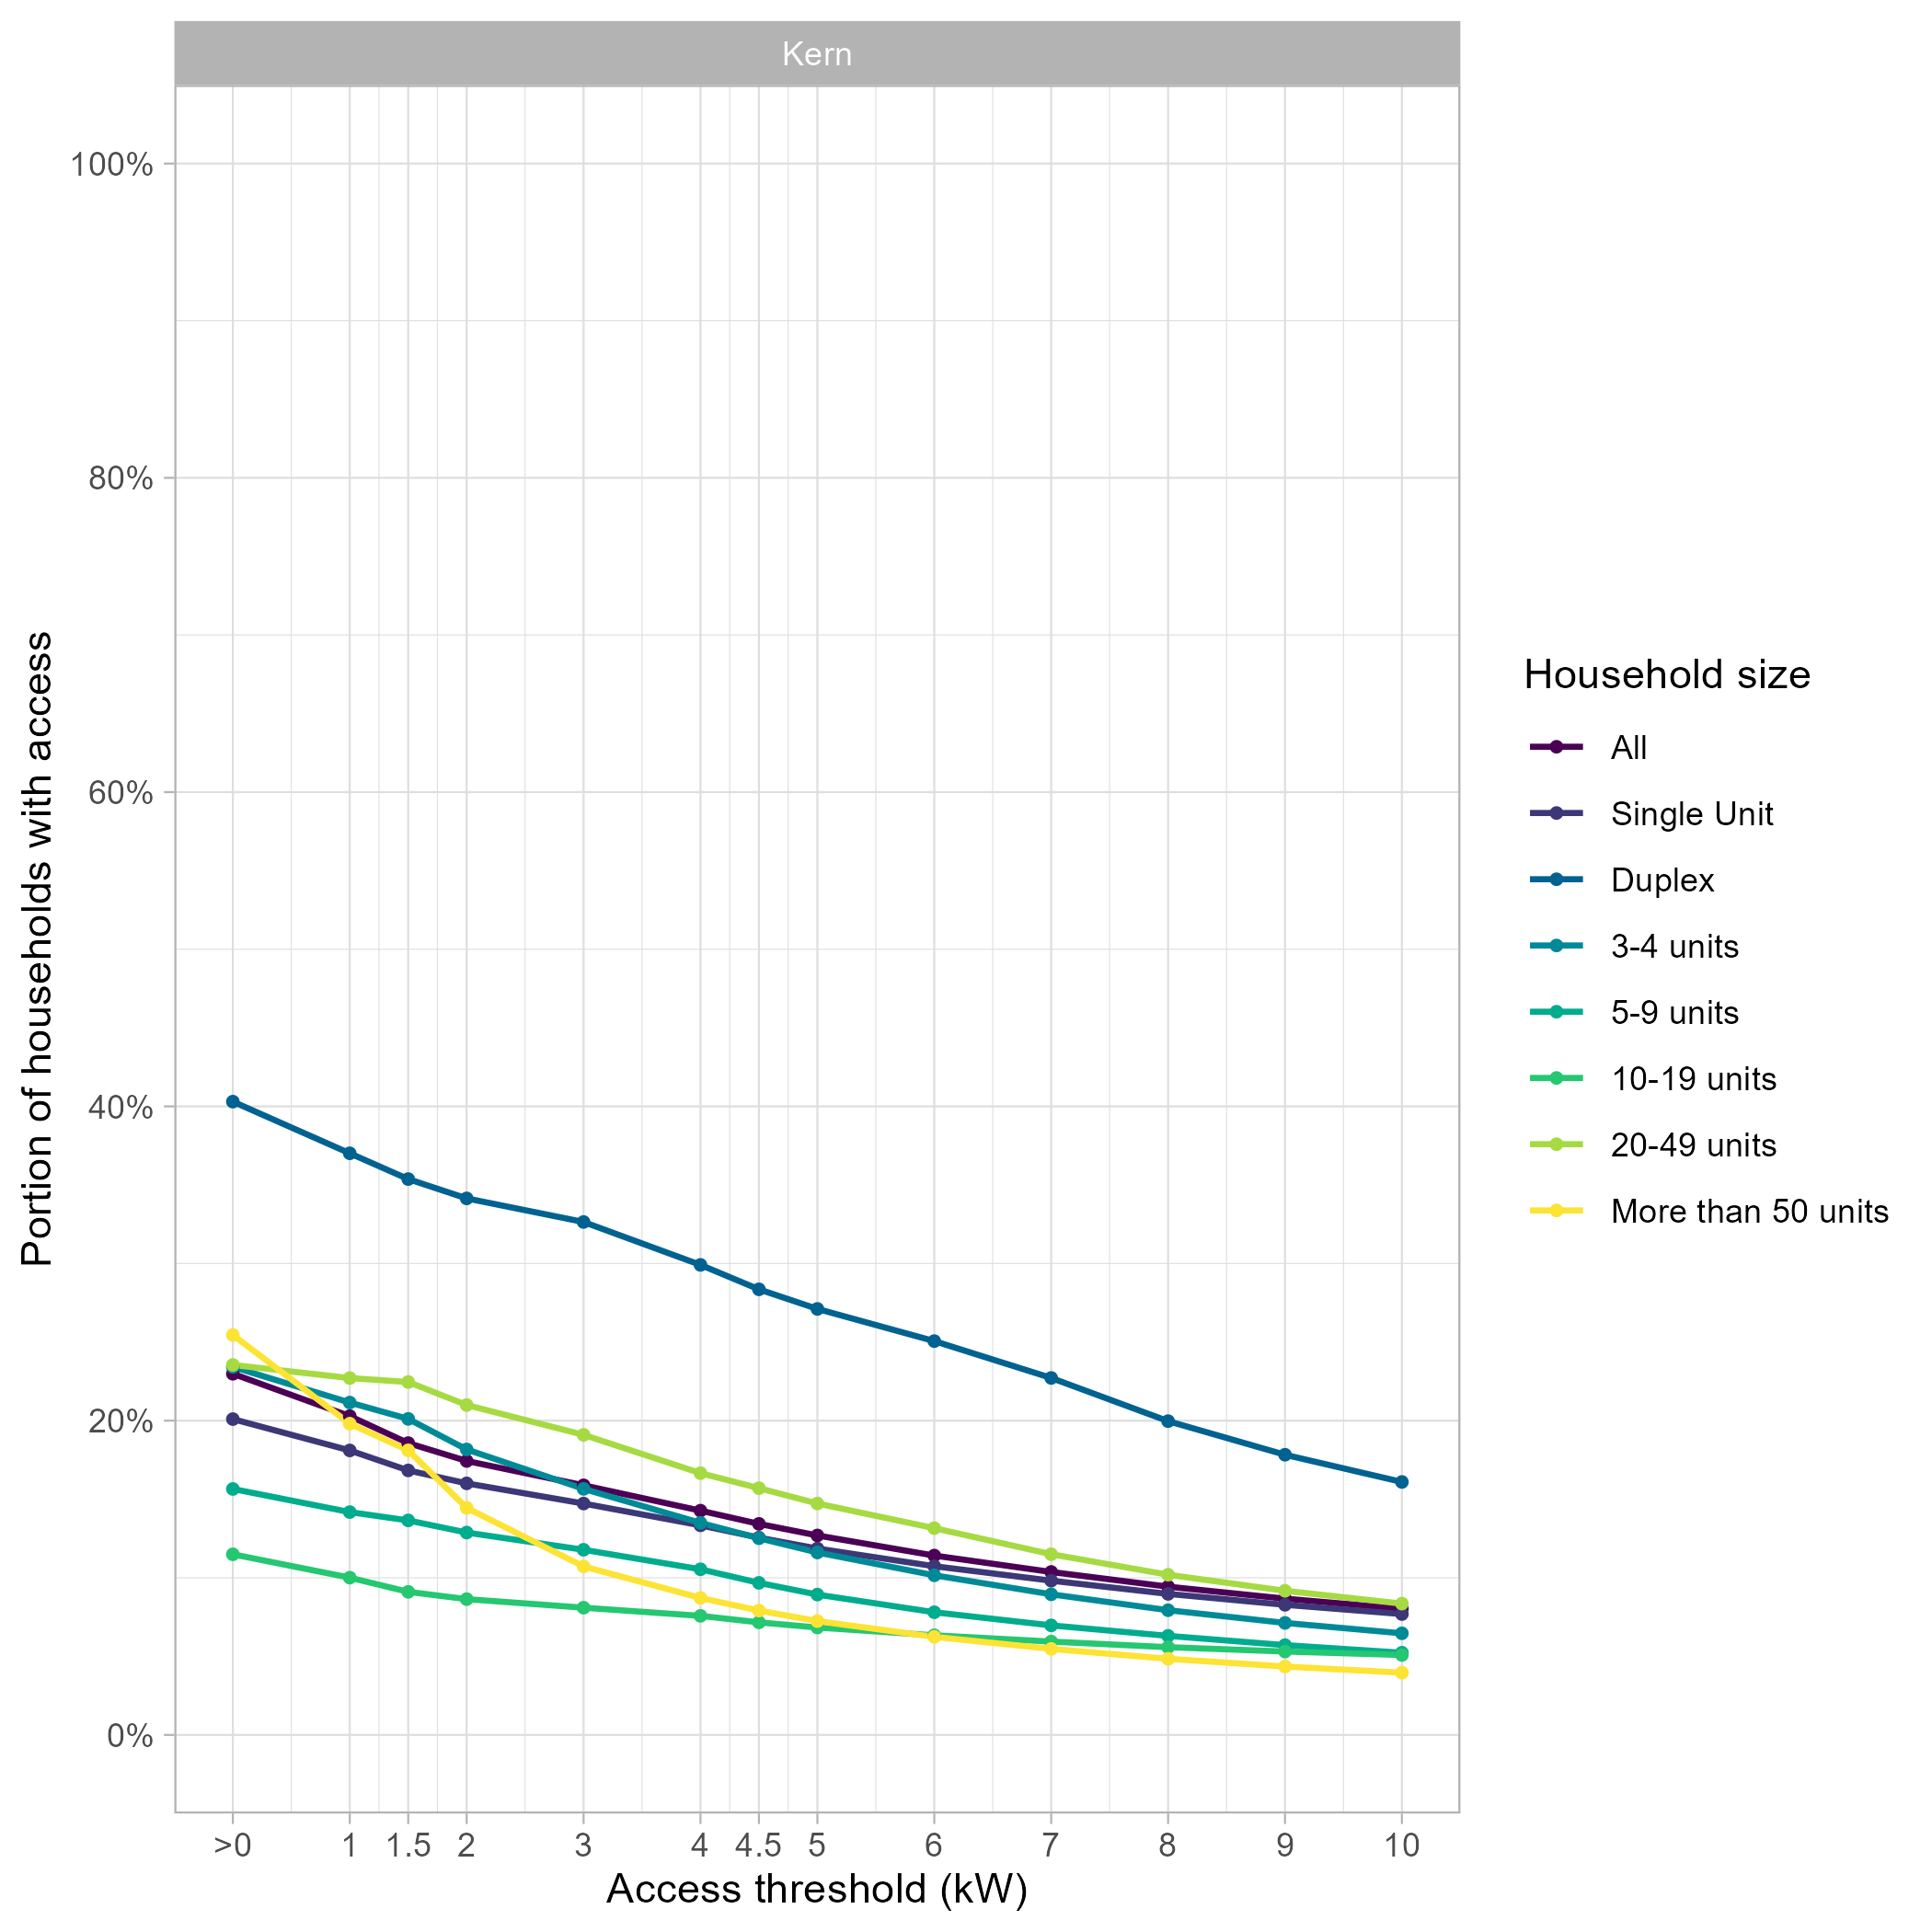 Kern
100%
80%
60%
40%
20%
0%
Portion of households with access
>0 1 1.5 2 3 4 4.5 5 6 7 8 9 10
Access threshold (kW)
Household size
All
Single Unit
Duplex
3-4 units
5-9 units
10-19 units
20-49 units
More than 50 units